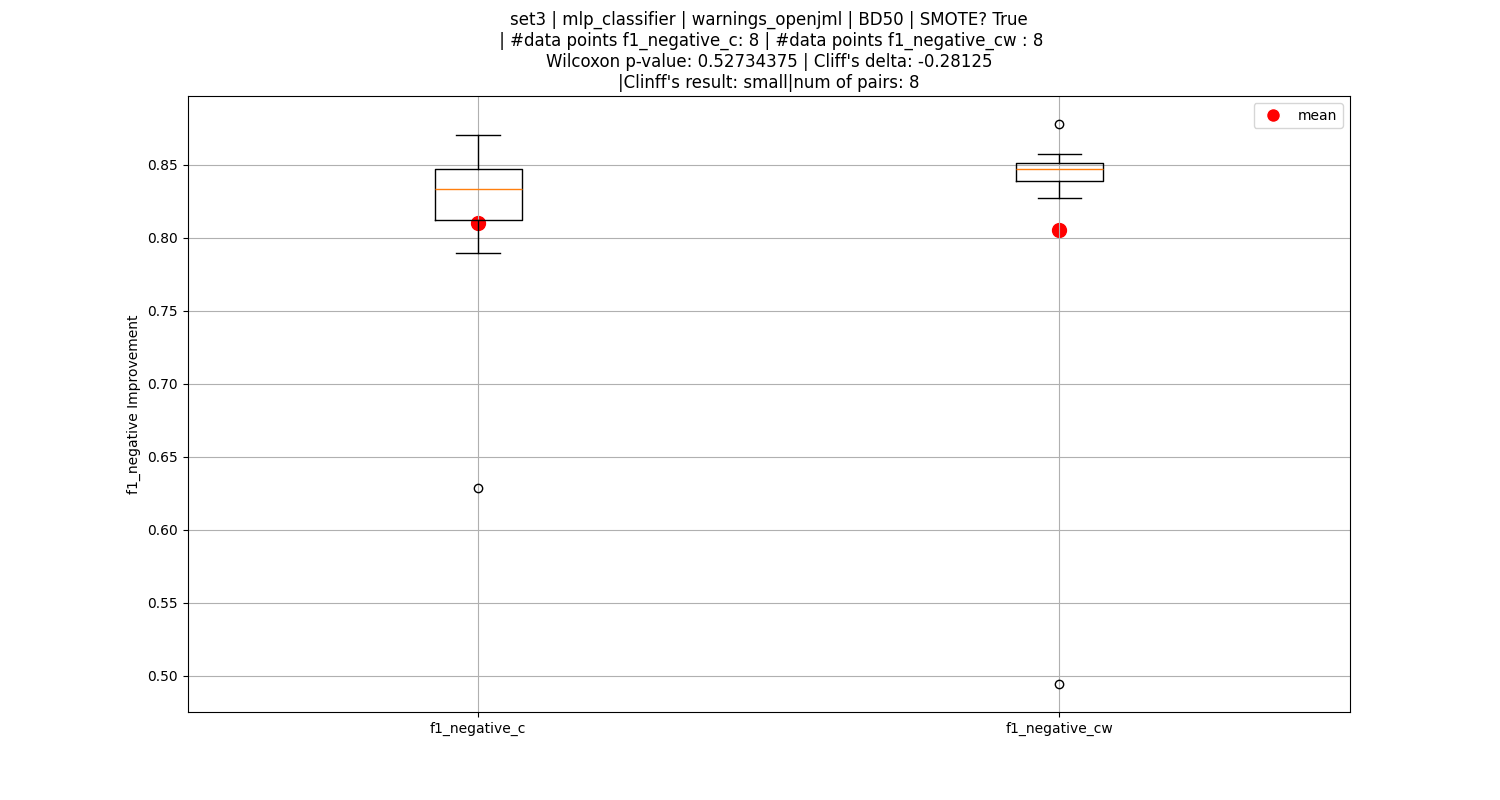 set3 | mlp_classifier | warnings_openjml | BD50 | SMOTE? True
| #data points f1_negative_c: 8 | #data points f1_negative_cw : 8
Wilcoxon p-value: 0.52734375 | Cliff's delta: -0.28125
|Clinff's result: small|num of pairs: 8
mean
f1_negative Improvement
0.85
0.80
0.75
0.70
0.65
0.60
0.55
0.50
f1_negative_c
f1_negative_cw